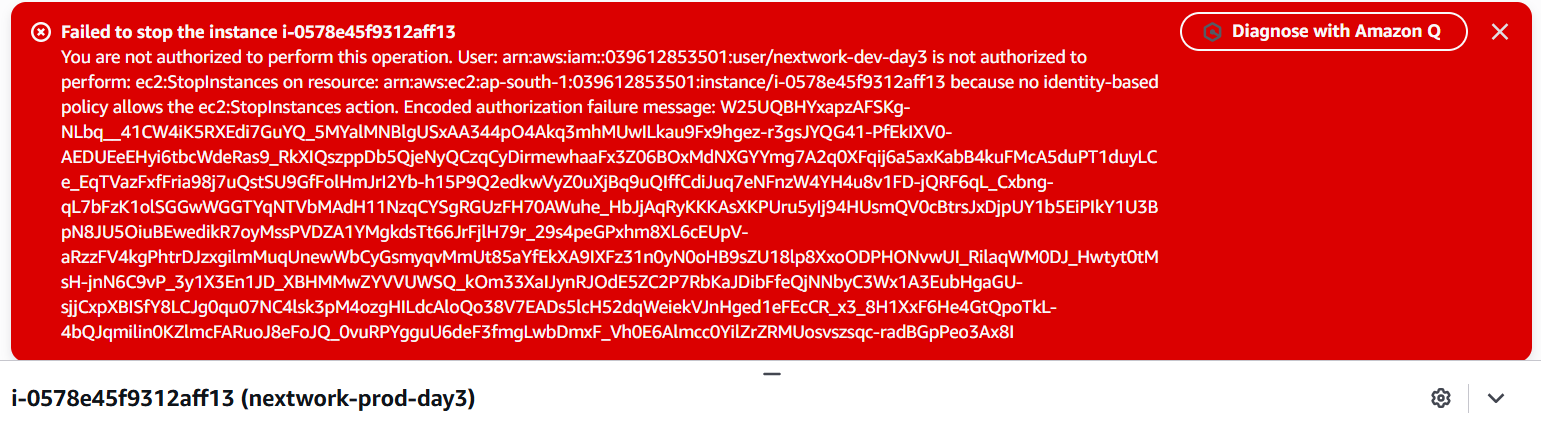 Failed to stop the instance i-0578e45f9312aff13
Diagnose with Amazon Q
You are not authorized to perform this operation. User: arn:aws:iam::039612853501:user/nextwork-dev-day3 is not authorized to
perform: ec2:StopInstances on resource: arn:aws:ec2:ap-south-1:039612853501:instance/i-0578e45f9312aff13 because no identity-based
policy allows the ec2:StopInstances action. Encoded authorization failure message: W25UQBHYxapzAFSKg-
NLbq__41CW4iK5RXEdi7GuYQ_5MYalMNBlgUSxAA344pO4Akq3mhMUwILkau9Fx9hgez-r3gsJYQG41-PfEkIXV0-
AEDUEeEHyi6tbcWdeRas9_RkXIQszppDb5QjeNyQCzqCyDirmewhaaFx3Z06BOxMdNXGYYmg7A2q0XFqij6a5axKabB4kuFMcA5duPT1duyLC
e_EqTVazFxfFria98j7uQstSU9GfFolHmJrI2Yb-h15P9Q2edkwVyZ0uXjBq9uQIffCdiJuq7eNFnzW4YH4u8v1FD-jQRF6qL_Cxbng-
qL7bFzK1olSGGwWGGTYqNTVbMAdH11NzqCYSgRGUzFH70AWuhe_HbJjAqRyKKKAsXKPUru5yIj94HUsmQV0cBtrsJxDjpUY1b5EiPIkY1U3B
pN8JU5OiuBEwedikR7oyMssPVDZA1YMgkdsTt66JrFjlH79r_29s4peGPxhm8XL6cEUpV-
aRzzFV4kgPhtrDJzxgilmMuqUnewWbCyGsmyqvMmUt85aYfEkXA9IXFz31n0yN0oHB9sZU18lp8XxoODPHONvwUI_RilaqWM0DJ_Hwtyt0tM
sH-jnN6C9vP_3y1X3En1JD_XBHMMwZYVVUWSQ_kOm33XaIJynRJOdE5ZC2P7RbKaJDibFfeQjNNbyC3Wx1A3EubHgaGU-
sjjCxpXBISfY8LCJg0qu07NC4lsk3pM4ozgHILdcAloQo38V7EADs5lcH52dqWeiekVJnHged1eFEcCR_x3_8H1XxF6He4GtQpoTkL-
4bQJqmilin0KZlmcFARuoJ8eFoJQ_0vuRPYgguU6deF3fmgLwbDmxF_Vh0E6Almcc0YilZrZRMUosvszsqc-radBGpPeo3Ax8I
i-0578e45f9312aff13 (nextwork-prod-day3)